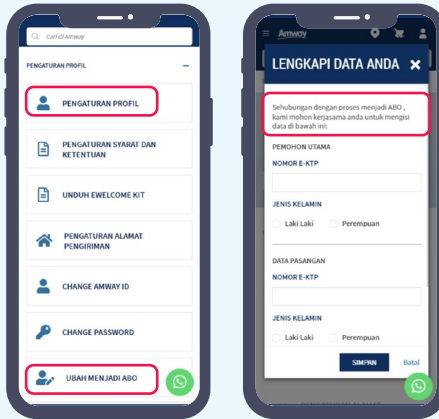 Cari di Amway
PENGATURAN PROFIL
PENGATURAN PROFIL
PENGATURAN SYARAT DAN
KETENTUAN
UNDUH EWELCOME KIT
PENGATURAN ALAMAT
PENGIRIMAN
CHANGE AMWAY ID
CHANGE PASSWORD
UBAH MENJADI ABO
Amway
LENGKAPI DATA ANDA
Sehubungan dengan proses menjadi ABO ,
kami mohon kerjasama anda untuk mengisi
data di bawah ini:
PEMOHON UTAMA
NOMOR E-KTP
JENIS KELAMIN
Laki Laki Perempuan
DATA PASANGAN
NOMOR E-KTP
JENIS KELAMIN
Laki Laki Perempuan
SIMPAN Batal